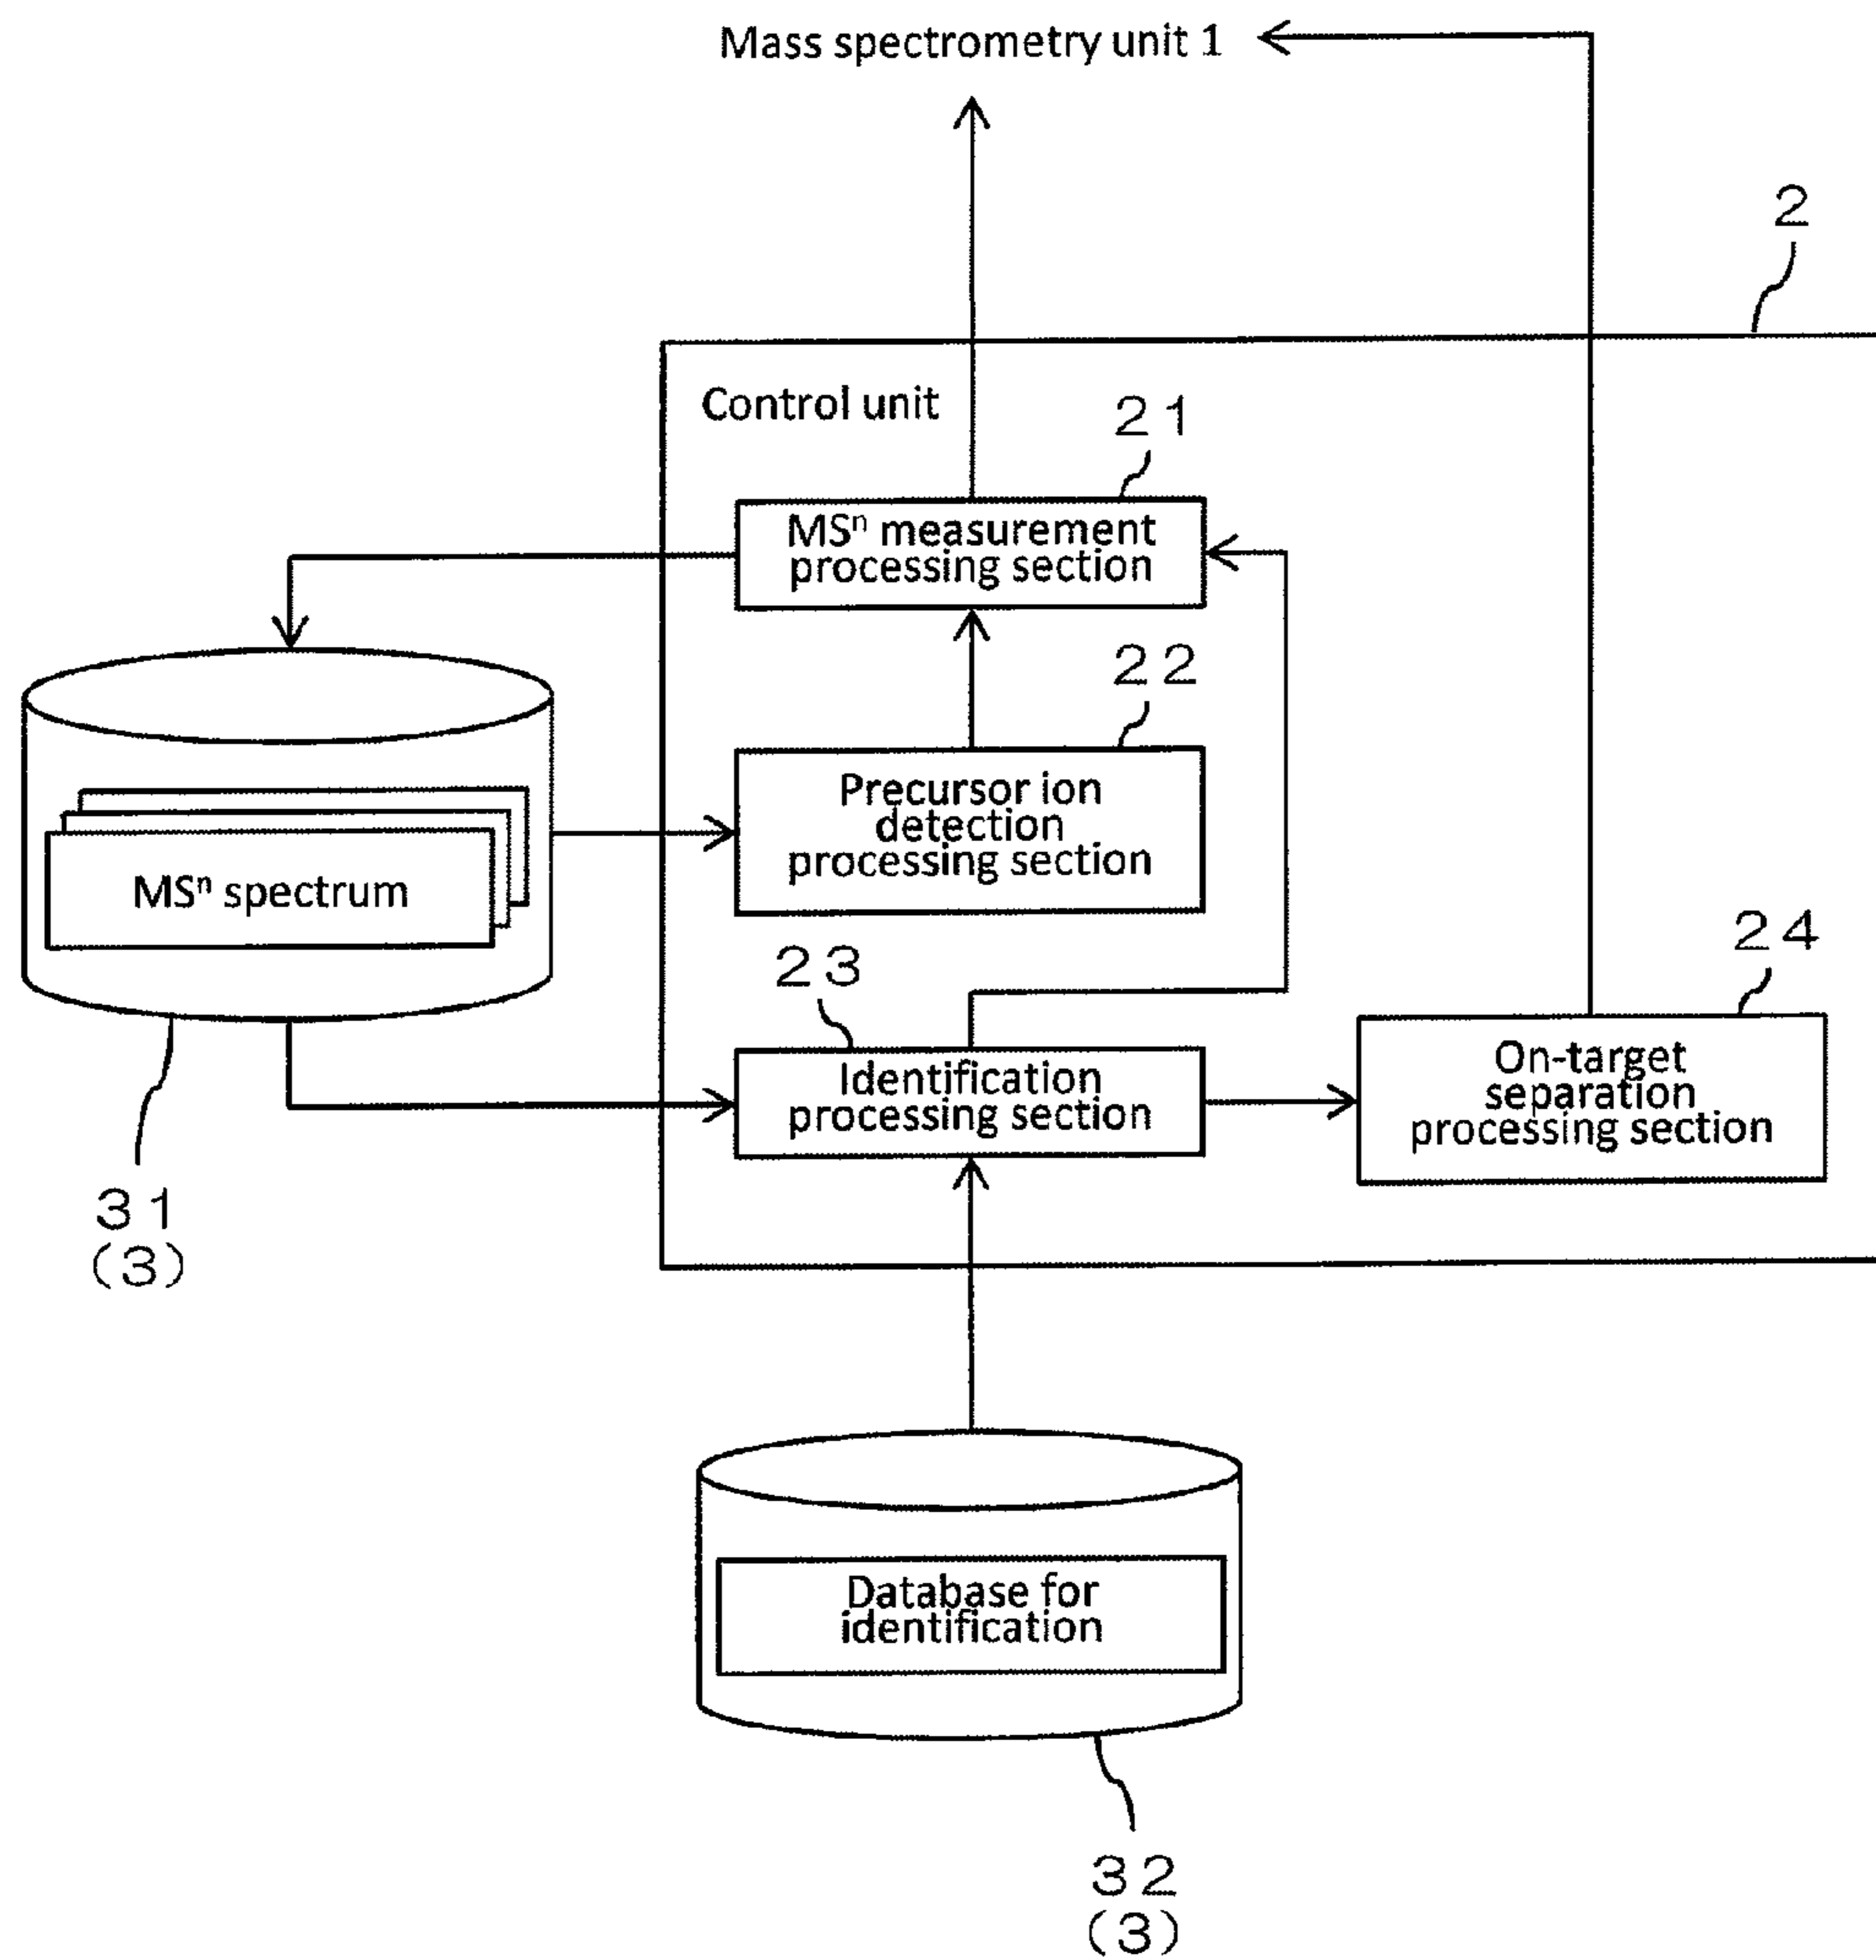 Mass spectrometry unit 1
2
Control unit
21
MSⁿ measurement
processing section
22
Precursor ion
detection
processing section
MSⁿ spectrum
23
24
Identification
processing section
On-target
separation
processing section
31
(3)
Database for
identification
32
(3)